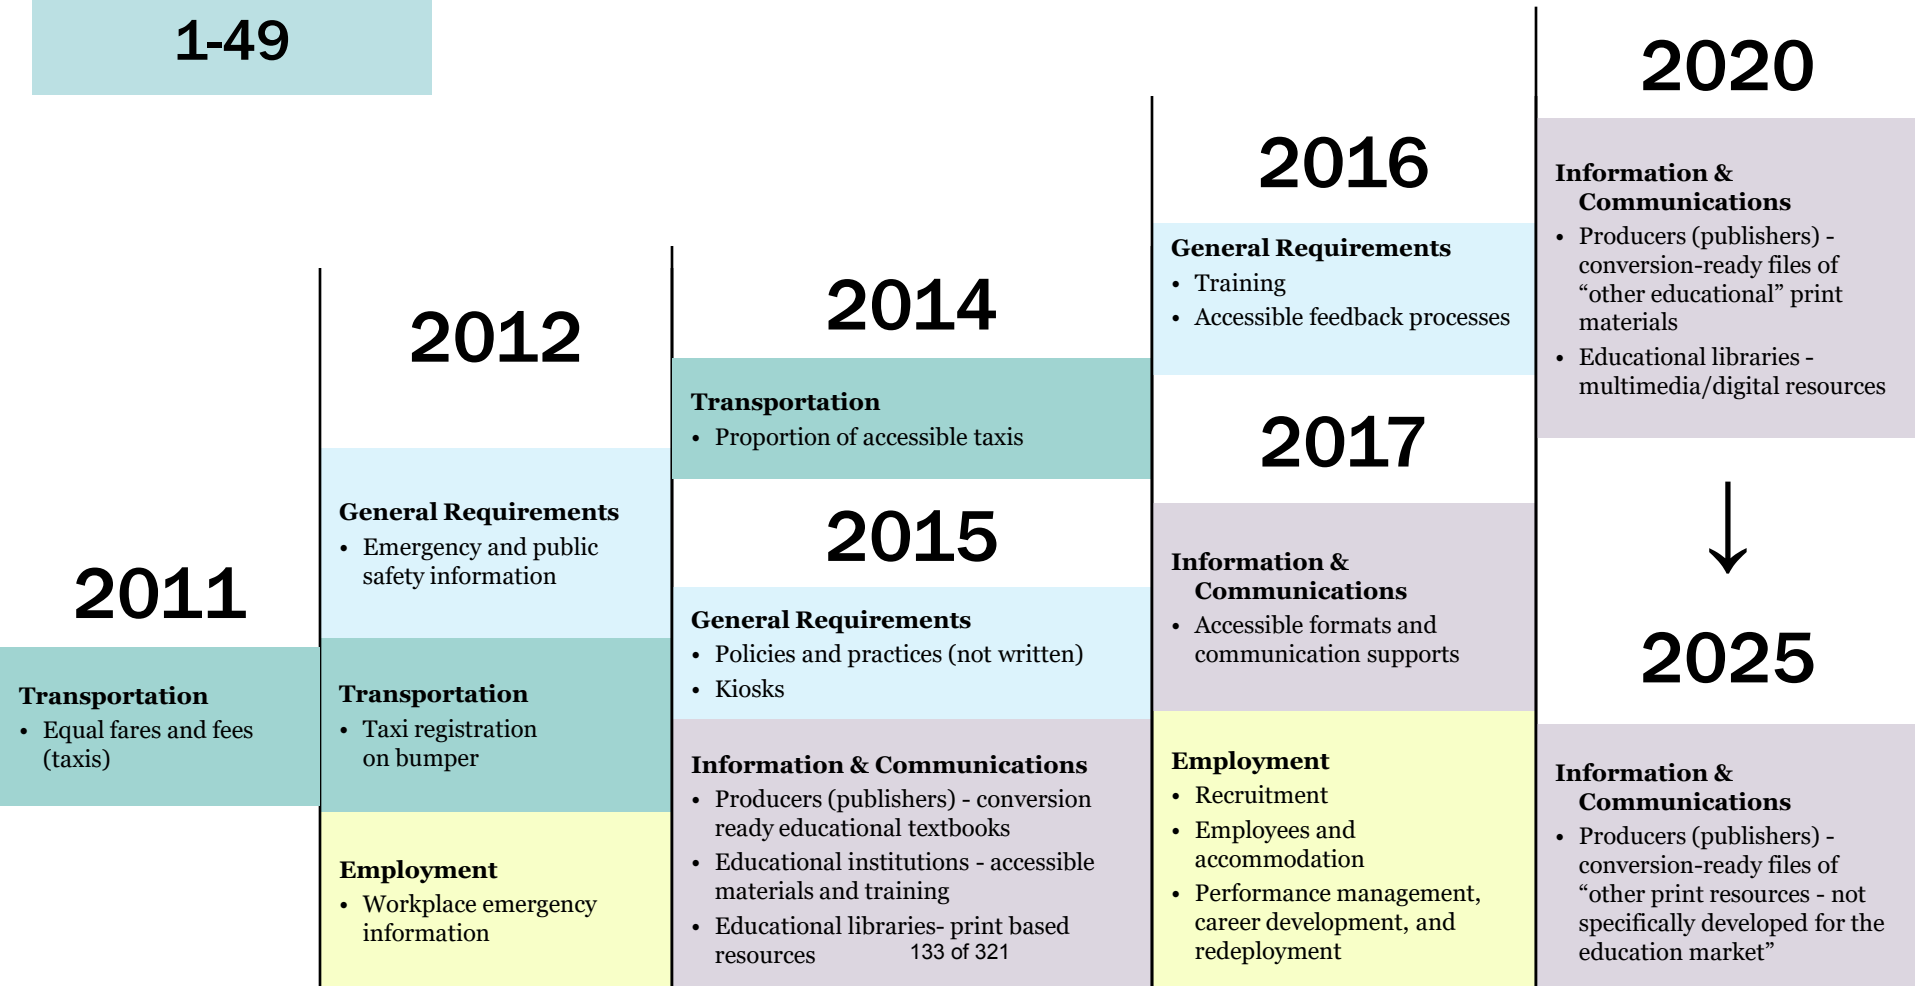 1-49
2011
Transportation
• Equal fares and fees
(taxis)
2012
General Requirements
• Emergency and public
safety information
Transportation
• Taxi registration
on bumper
Employment
• Workplace emergency
information
2014
Transportation
• Proportion of accessible taxis
2015
General Requirements
• Policies and practices (not written)
• Kiosks
Information & Communications
• Producers (publishers) - conversion
ready educational textbooks
• Educational institutions - accessible
materials and training
• Educational libraries- print based
resources
133 of 321
2016
General Requirements
• Training
• Accessible feedback processes
2017
Information &
Communications
• Accessible formats and
communication supports
Employment
• Recruitment
• Employees and
accommodation
• Performance management,
career development, and
redeployment
2020
Information &
Communications
• Producers (publishers) -
conversion-ready files of
“other educational” print
materials
• Educational libraries -
multimedia/digital resources
↓
2025
Information &
Communications
• Producers (publishers) -
conversion-ready files of
“other print resources - not
specifically developed for the
education market”